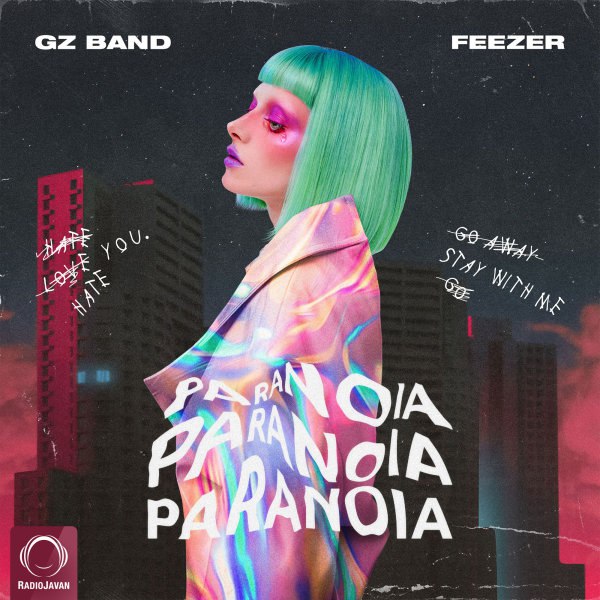 GZ BAND
FEEZER
HATE
LOVE YOU.
HATE
GO AWAY
STAY WITH ME
GO
PARANOIA
PARANOIA
PARANOIA
RADIOJAVAN